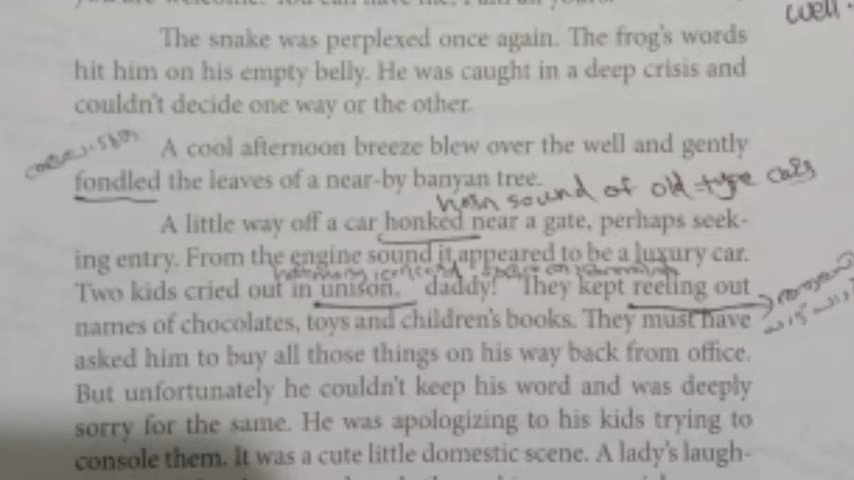 well.
The snake was perplexed once again. The frog's words
hit him on his empty belly. He was caught in a deep crisis and
couldn't decide one way or the other.
A cool afternoon breeze blew over the well and gently
fondled the leaves of a near-by banyan tree.
horn sound of old-type cars
A little way off a car honked near a gate, perhaps seek-
ing entry. From the engine sound it appeared to be a luxury car.
Two kids cried out in unison, daddy!" They kept reeling out
names of chocolates, toys and children's books. They must have
asked him to buy all those things on his way back from office.
But unfortunately he couldn't keep his word and was deeply
sorry for the same. He was apologizing to his kids trying to
console them. It was a cute little domestic scene. A lady's laugh-